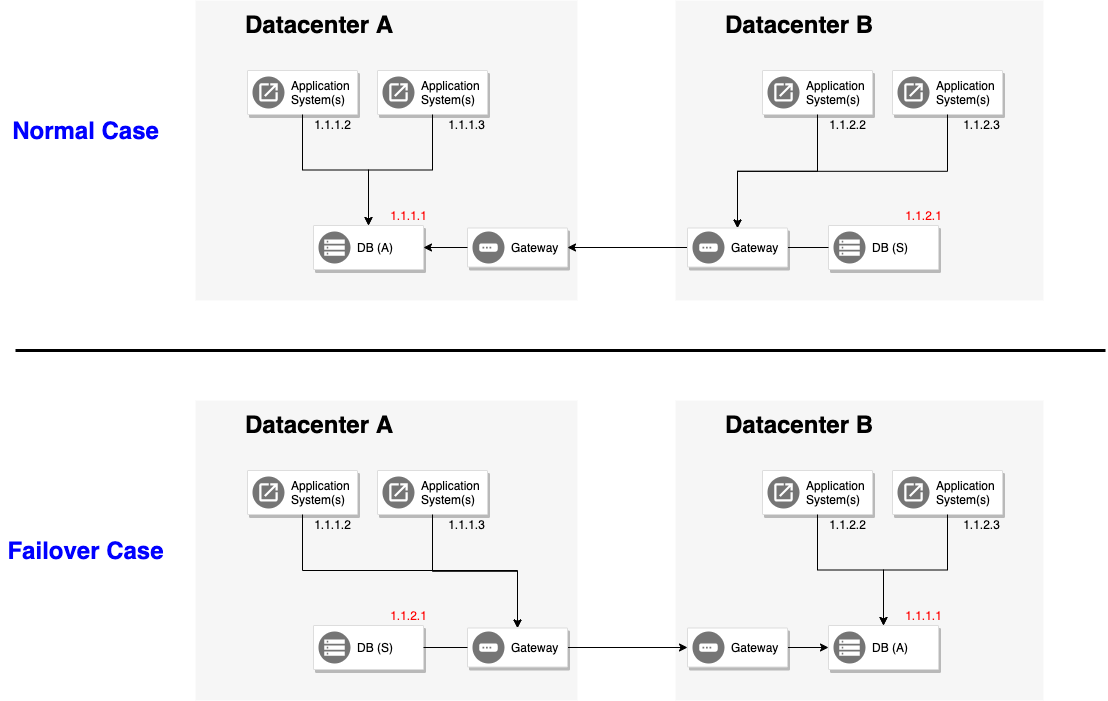 Datacenter A
Datacenter B
Application
System(s)
Application
System(s)
Application
System(s)
Application
System(s)
1.1.1.2
1.1.1.3
1.1.2.2
1.1.2.3
Normal Case
1.1.1.1
1.1.2.1
DB (A)
Gateway
Gateway
DB (S)
Datacenter A
Datacenter B
Application
System(s)
Application
System(s)
Application
System(s)
Application
System(s)
1.1.1.2
1.1.1.3
1.1.2.2
1.1.2.3
Failover Case
1.1.2.1
1.1.1.1
DB (S)
Gateway
Gateway
DB (A)